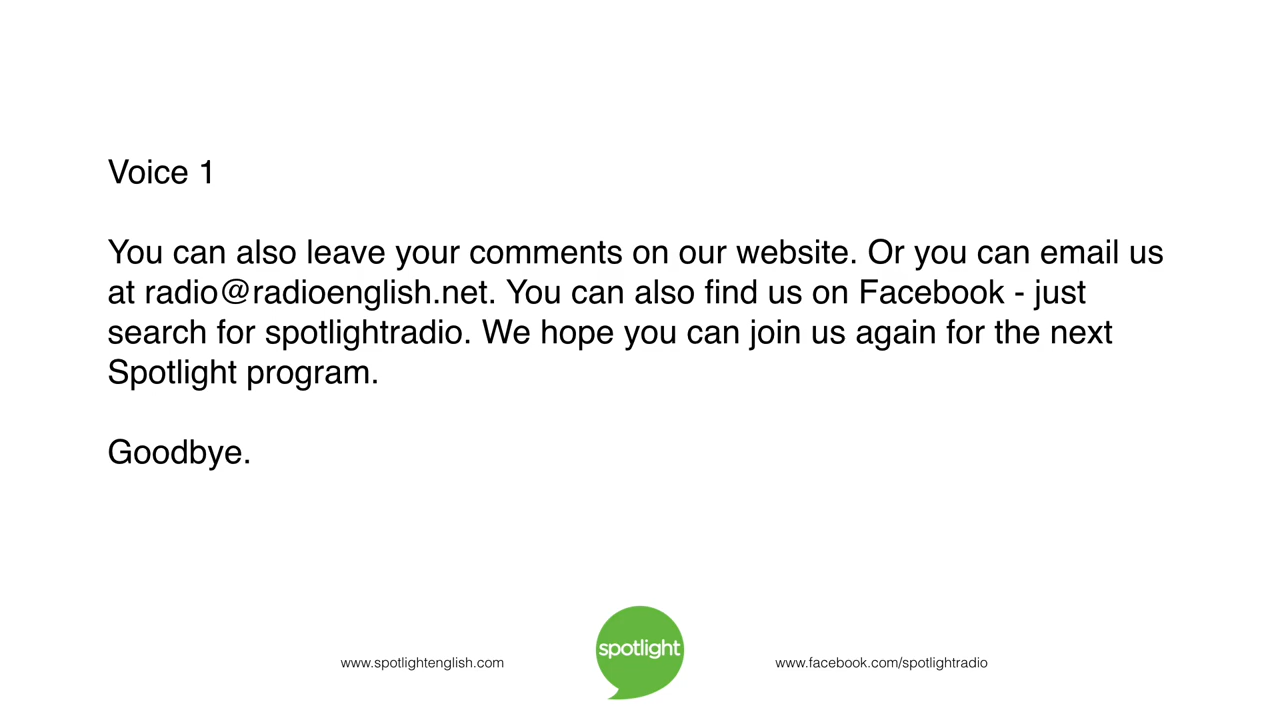 Voice 1
You can also leave your comments on our website. Or you can email us
at radio@radioenglish.net. You can also find us on Facebook - just
search for spotlightradio. We hope you can join us again for the next
Spotlight program.
Goodbye.
www.spotlightenglish.com
spotlight
www.facebook.com/spotlightradio